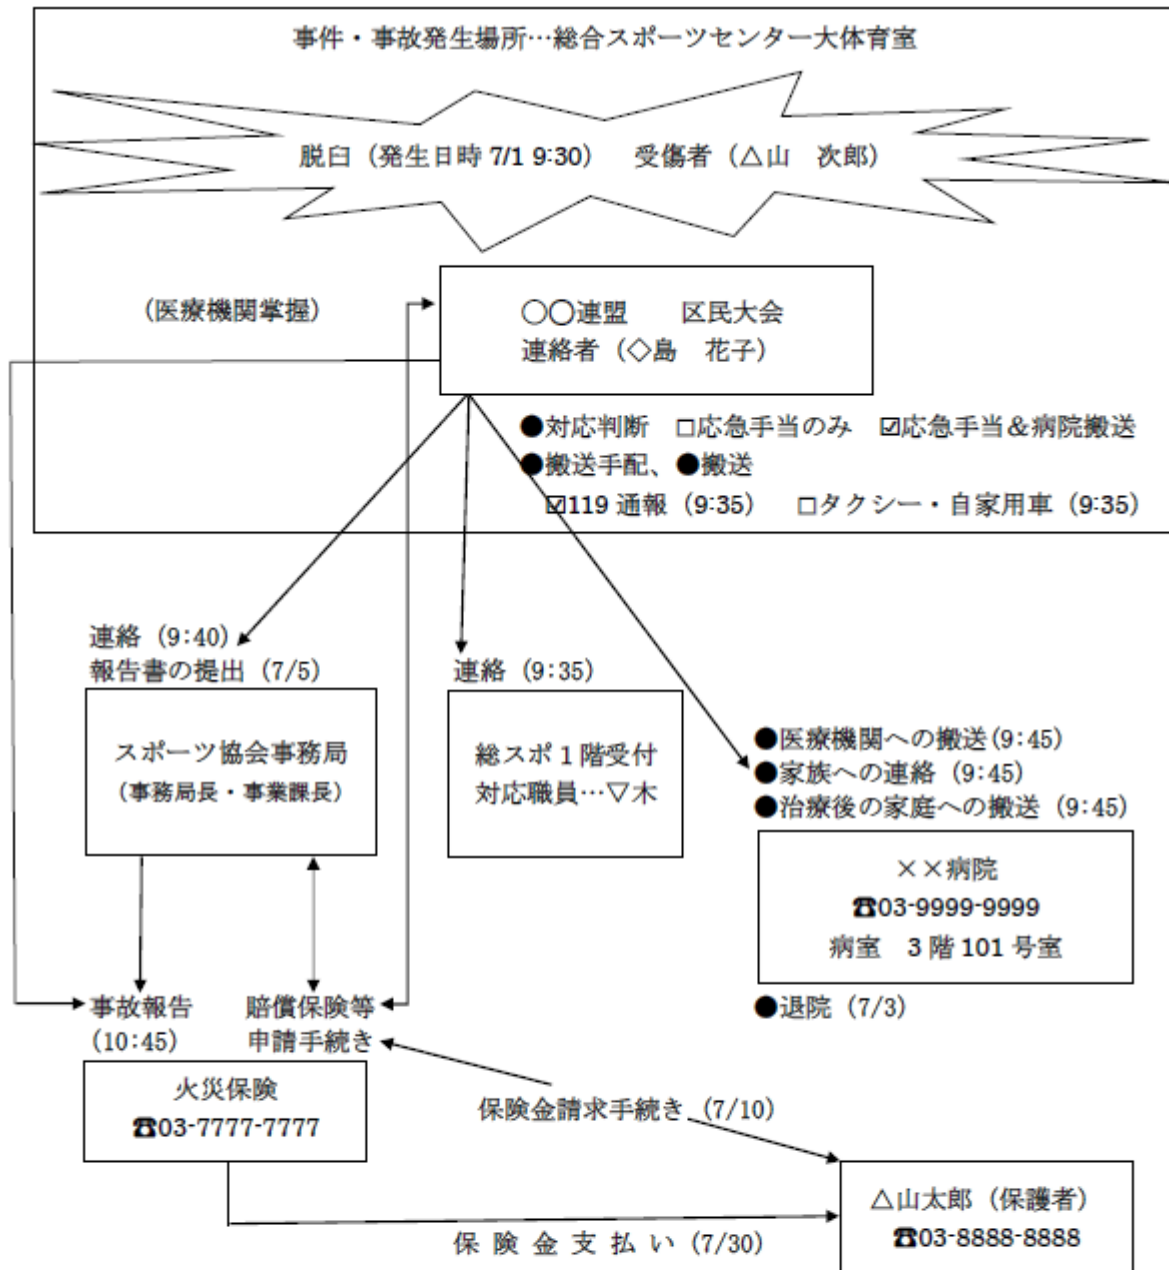 事件・事故発生場所…総合スポーツセンター大体育室
脱臼（発生日時 7/1 9:30）　受傷者（△山　次郎）
（医療機関掌握）
○○連盟　　区民大会
連絡者（◇島　花子）
●対応判断　□応急手当のみ　☑応急手当＆病院搬送
●搬送手配、●搬送
☑119 通報（9:35）　□タクシー・自家用車（9:35）
連絡（9:40）
報告書の提出（7/5）
スポーツ協会事務局
（事務局長・事業課長）
連絡（9:35）
総スポ 1 階受付
対応職員…▽木
●医療機関への搬送(9:45)
●家族への連絡（9:45）
●治療後の家庭への搬送（9:45）
××病院
☎03-9999-9999
病室　3 階 101 号室
●退院（7/3）
事故報告
（10:45）
賠償保険等
申請手続き
火災保険
☎03-7777-7777
保険金請求手続き（7/10）
保 険 金 支 払 い（7/30）
△山太郎（保護者）
☎03-8888-8888